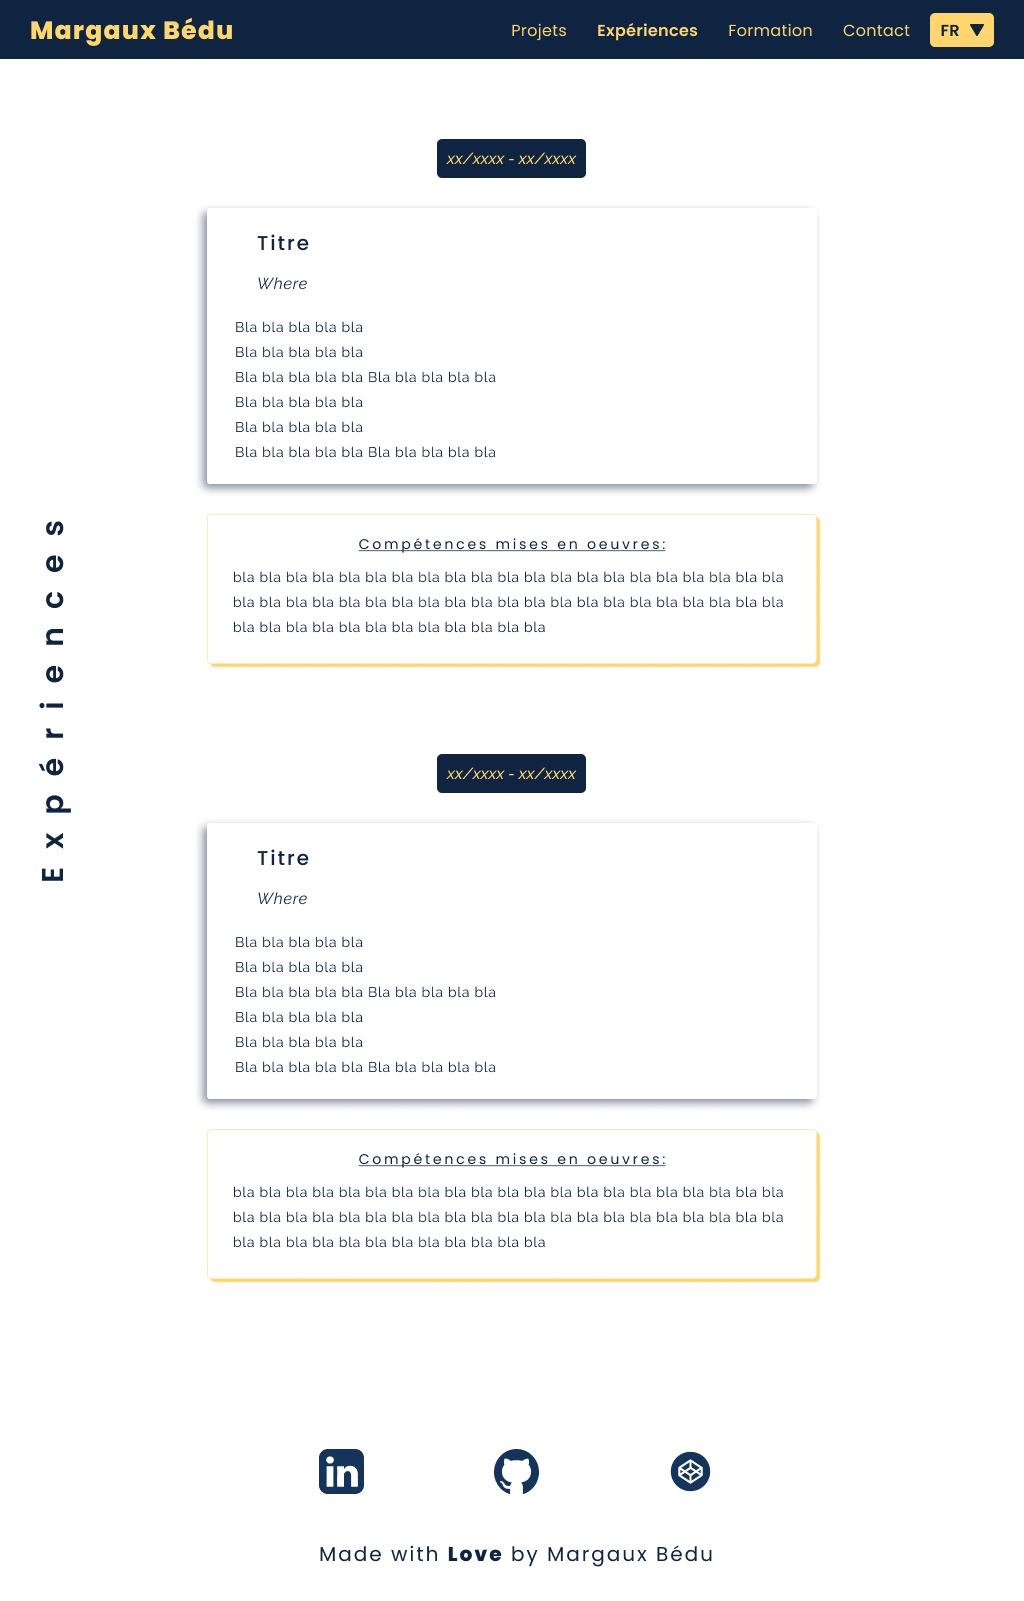 Margaux Bédu
Projets Expériences Formation Contact FR ▼
xx/xxxx - xx/xxxx
Titre
Where
Bla bla bla bla bla
Bla bla bla bla bla
Bla bla bla bla bla Bla bla bla bla bla
Bla bla bla bla bla
Bla bla bla bla bla
Bla bla bla bla bla Bla bla bla bla bla
Compétences mises en oeuvres:
bla bla bla bla bla bla bla bla bla bla bla bla bla bla bla bla bla bla bla bla bla
bla bla bla bla bla bla bla bla bla bla bla bla bla bla bla bla bla bla bla bla bla
bla bla bla bla bla bla bla bla bla bla bla bla
Expériences
xx/xxxx - xx/xxxx
Titre
Where
Bla bla bla bla bla
Bla bla bla bla bla
Bla bla bla bla bla Bla bla bla bla bla
Bla bla bla bla bla
Bla bla bla bla bla
Bla bla bla bla bla Bla bla bla bla bla
Compétences mises en oeuvres:
bla bla bla bla bla bla bla bla bla bla bla bla bla bla bla bla bla bla bla bla bla
bla bla bla bla bla bla bla bla bla bla bla bla bla bla bla bla bla bla bla bla bla
bla bla bla bla bla bla bla bla bla bla bla bla
in
Made with Love by Margaux Bédu